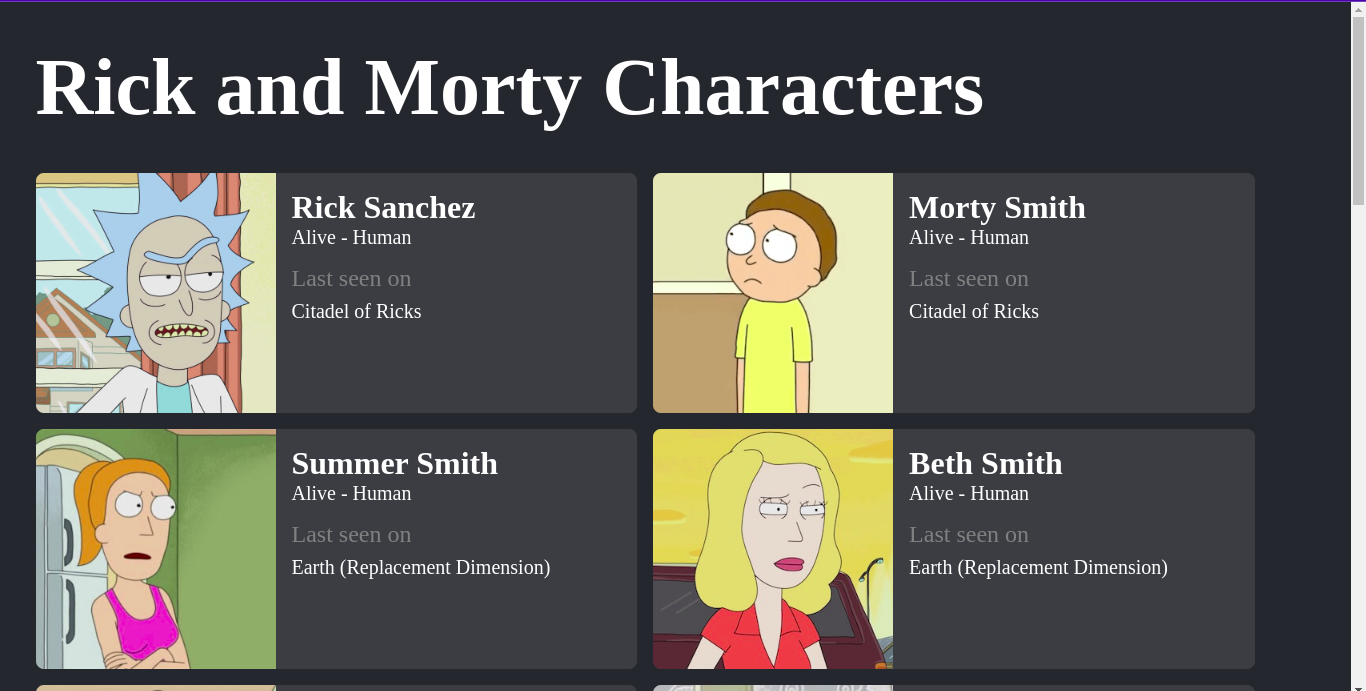 Rick and Morty Characters
Rick Sanchez
Alive - Human
Last seen on
Citadel of Ricks
Morty Smith
Alive - Human
Last seen on
Citadel of Ricks
Summer Smith
Alive - Human
Last seen on
Earth (Replacement Dimension)
Beth Smith
Alive - Human
Last seen on
Earth (Replacement Dimension)